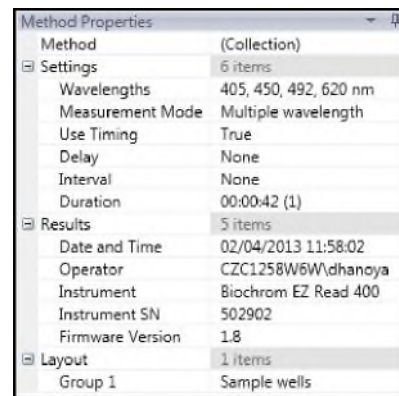 Method Properties
Method (Collection)
Settings 6 items
Wavelengths 405, 450, 492, 620 nm
Measurement Mode Multiple wavelength
Use Timing True
Delay None
Interval None
Duration 00:00:42 (1)
Results 5 items
Date and Time 02/04/2013 11:58:02
Operator CZC1258W6W\dhanoya
Instrument Biochrom EZ Read 400
Instrument SN 502902
Firmware Version 1.8
Layout 1 items
Group 1 Sample wells